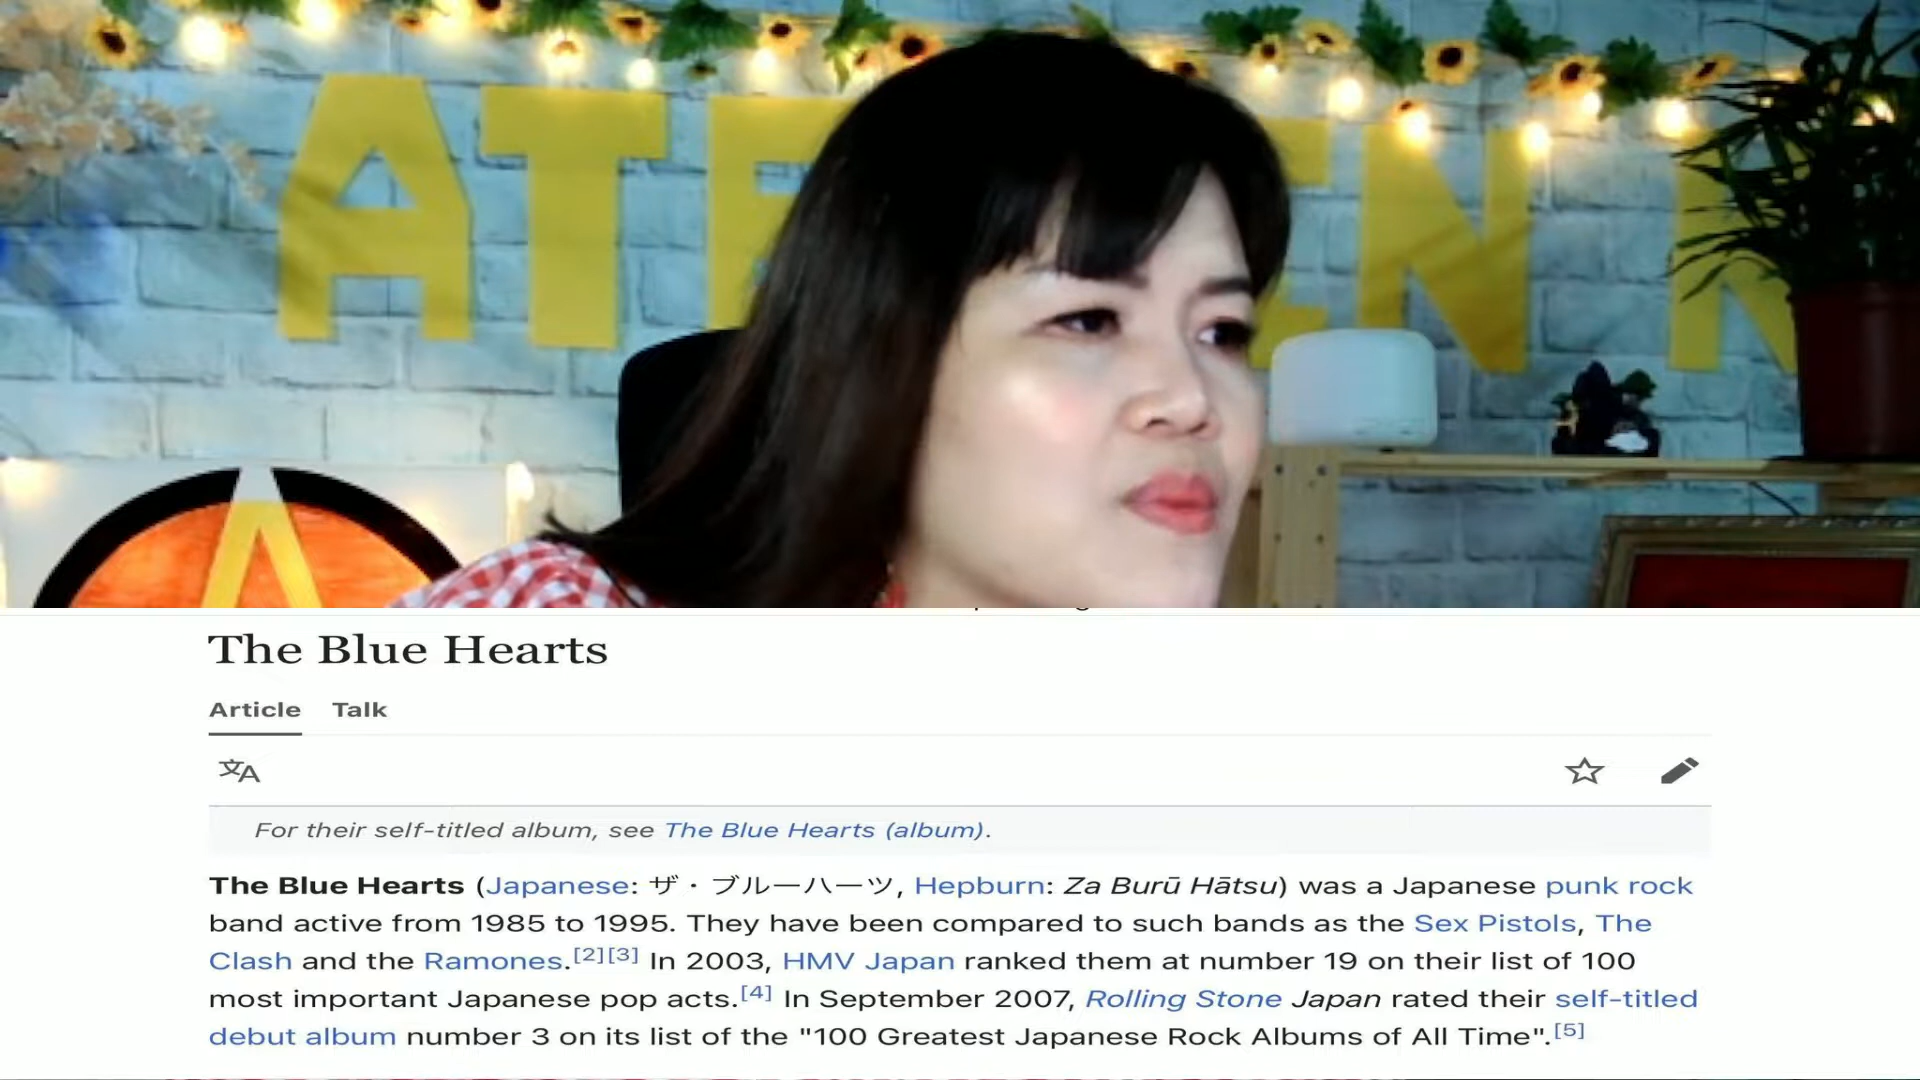 ATE EN N
The Blue Hearts
Article Talk
文A
For their self-titled album, see The Blue Hearts (album).
The Blue Hearts (Japanese: ザ・ブルーハーツ, Hepburn: Za Burū Hātsu) was a Japanese punk rock
band active from 1985 to 1995. They have been compared to such bands as the Sex Pistols, The
Clash and the Ramones.[2][3] In 2003, HMV Japan ranked them at number 19 on their list of 100
most important Japanese pop acts.[4] In September 2007, Rolling Stone Japan rated their self-titled
debut album number 3 on its list of the "100 Greatest Japanese Rock Albums of All Time".[5]